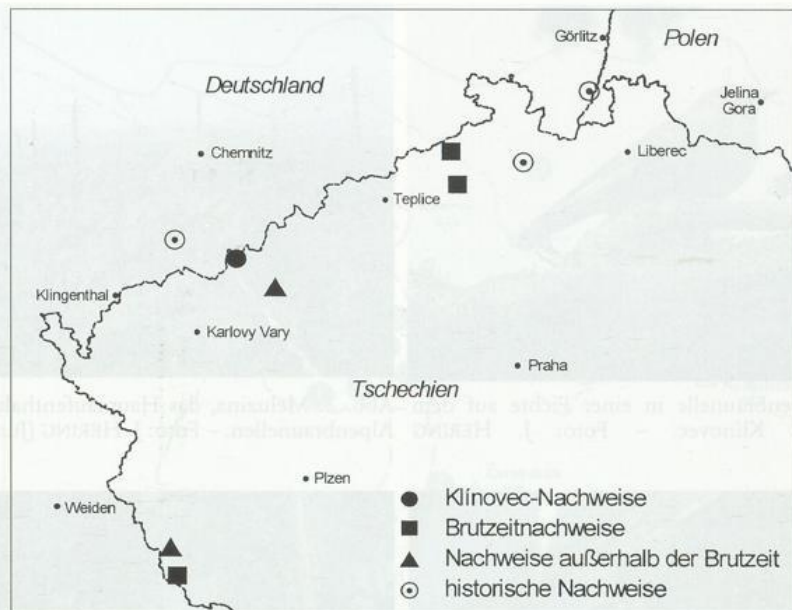 Görlitz
Polen
Deutschland
Jelina
Gora
Chemnitz
Liberec
Teplice
Klingenthal
Karlovy Vary
Praha
Tschechien
Plzen
Weiden
Klínovec-Nachweise
Brutzeitnachweise
Nachweise außerhalb der Brutzeit
historische Nachweise